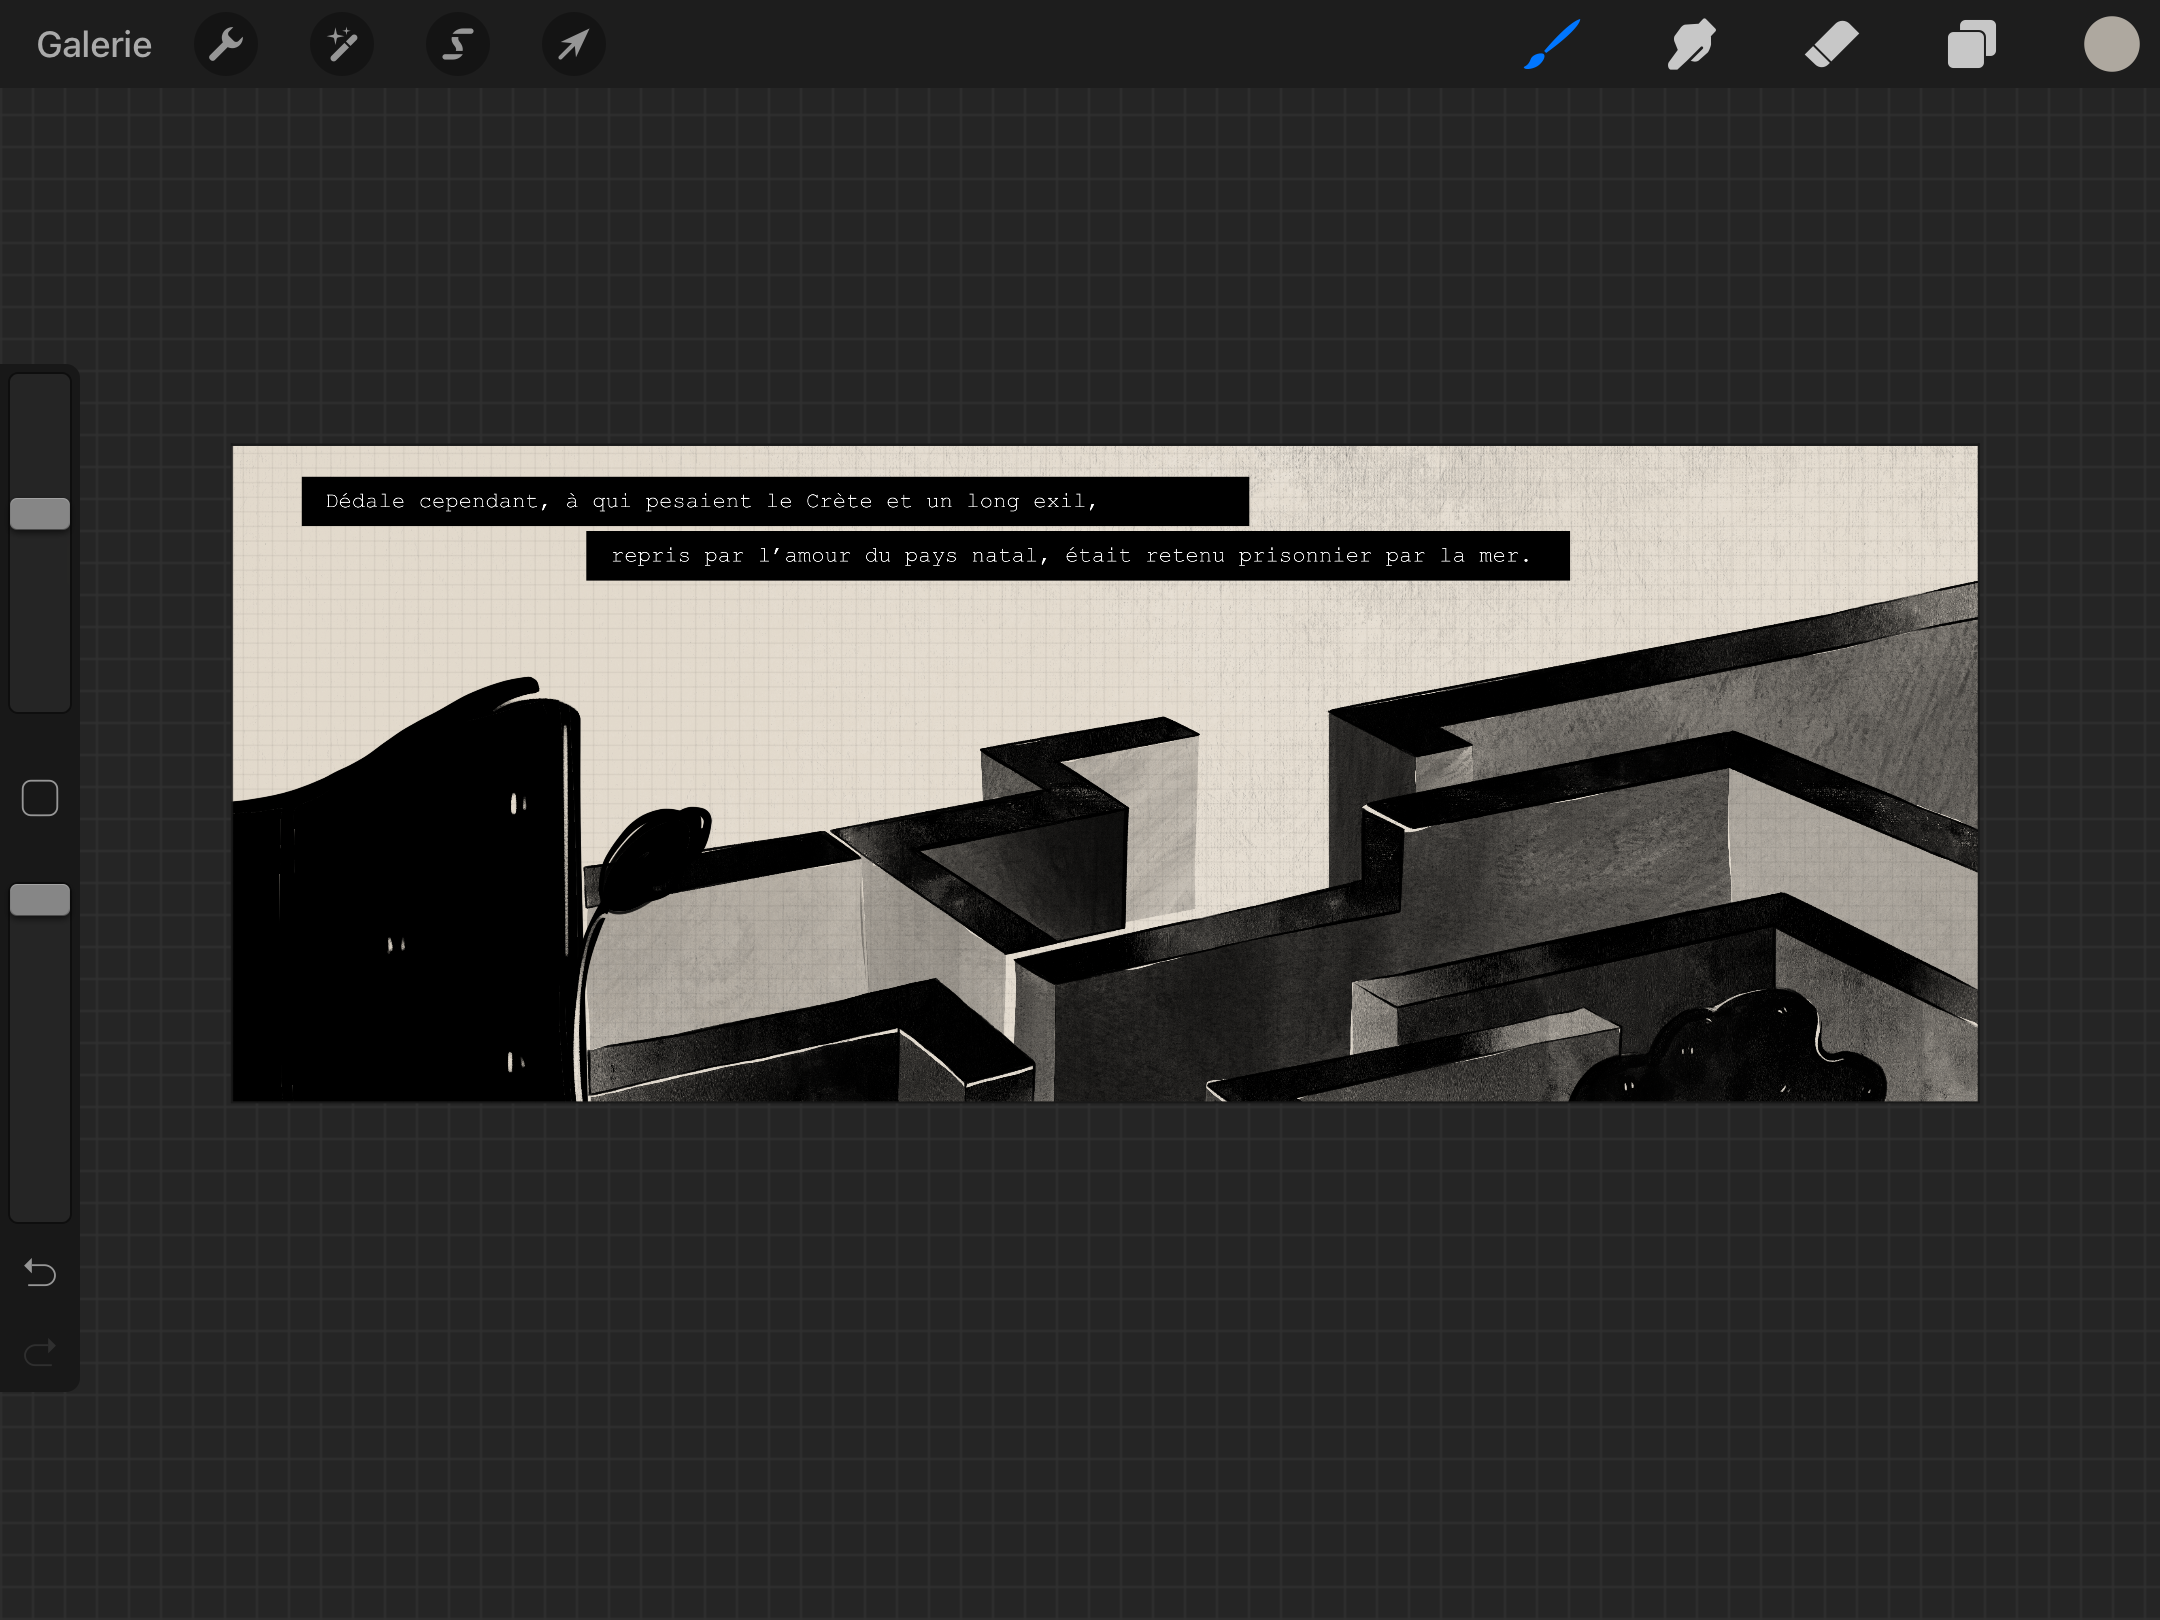 Galerie
Dédale cependant, à qui pesaient le Crète et un long exil,
repris par l’amour du pays natal, était retenu prisonnier par la mer.